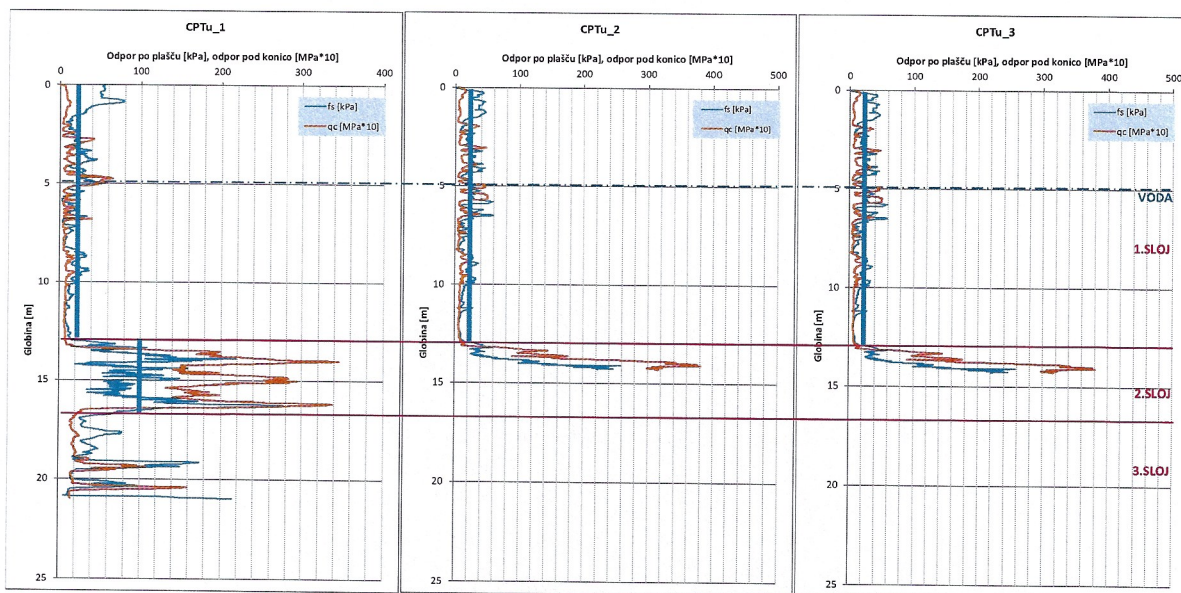 CPTu_1
Odpor po plašču [kPa], odpor pod konico [MPa*10]
0 100 200 300 400
fs [kPa]
qc [MPa*10]
0
5
10
15
20
25
Globina [m]
CPTu_2
Odpor po plašču [kPa], odpor pod konico [MPa*10]
0 100 200 300 400 500
fs [kPa]
qc [MPa*10]
0
5
10
15
20
25
Globina [m]
CPTu_3
Odpor po plašču [kPa], odpor pod konico [MPa*10]
0 100 200 300 400 500
fs [kPa]
qc [MPa*10]
0
5
10
15
20
25
Globina [m]
VODA
1.SLOJ
2.SLOJ
3.SLOJ